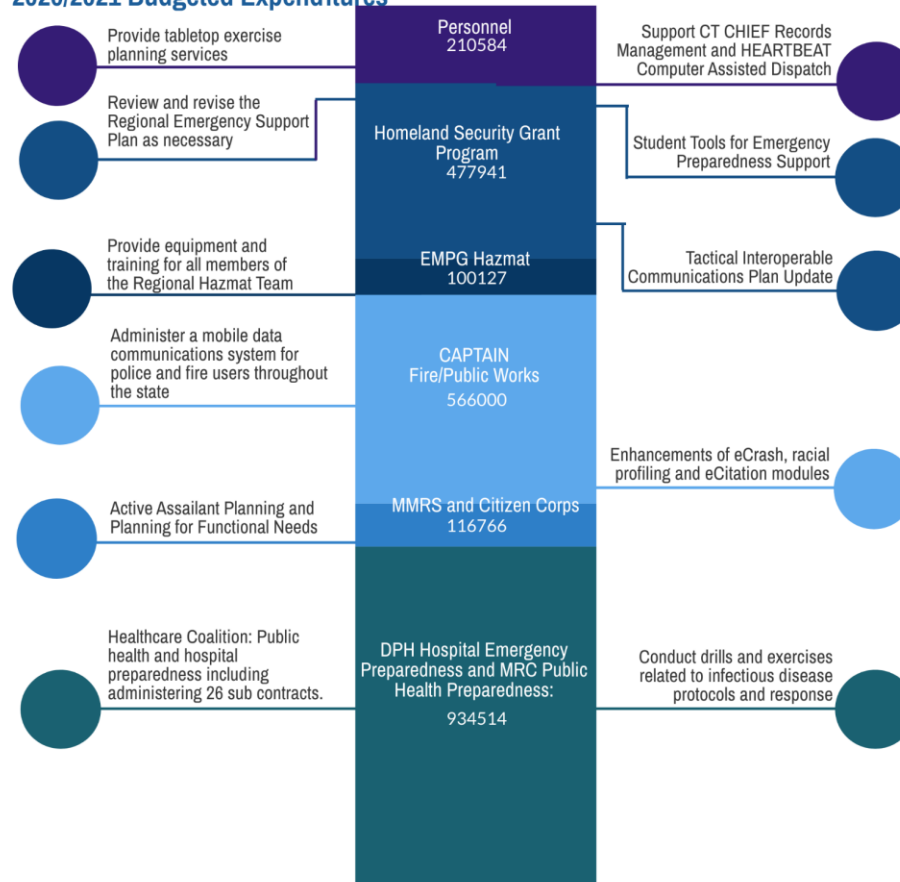 2020/2021 Budgeted Expenditures
Provide tabletop exercise
planning services
Review and revise the
Regional Emergency Support
Plan as necessary
Provide equipment and
training for all members of
the Regional Hazmat Team
Administer a mobile data
communications system for
police and fire users throughout
the state
Active Assailant Planning and
Planning for Functional Needs
Healthcare Coalition: Public
health and hospital
preparedness including
administering 26 sub contracts.
Personnel
210584
Homeland Security Grant
Program
477941
EMPG Hazmat
100127
CAPTAIN
Fire/Public Works
566000
MMRS and Citizen Corps
116766
DPH Hospital Emergency
Preparedness and MRC Public
Health Preparedness:
934514
Support CT CHIEF Records
Management and HEARTBEAT
Computer Assisted Dispatch
Student Tools for Emergency
Preparedness Support
Tactical Interoperable
Communications Plan Update
Enhancements of eCrash, racial
profiling and eCitation modules
Conduct drills and exercises
related to infectious disease
protocols and response